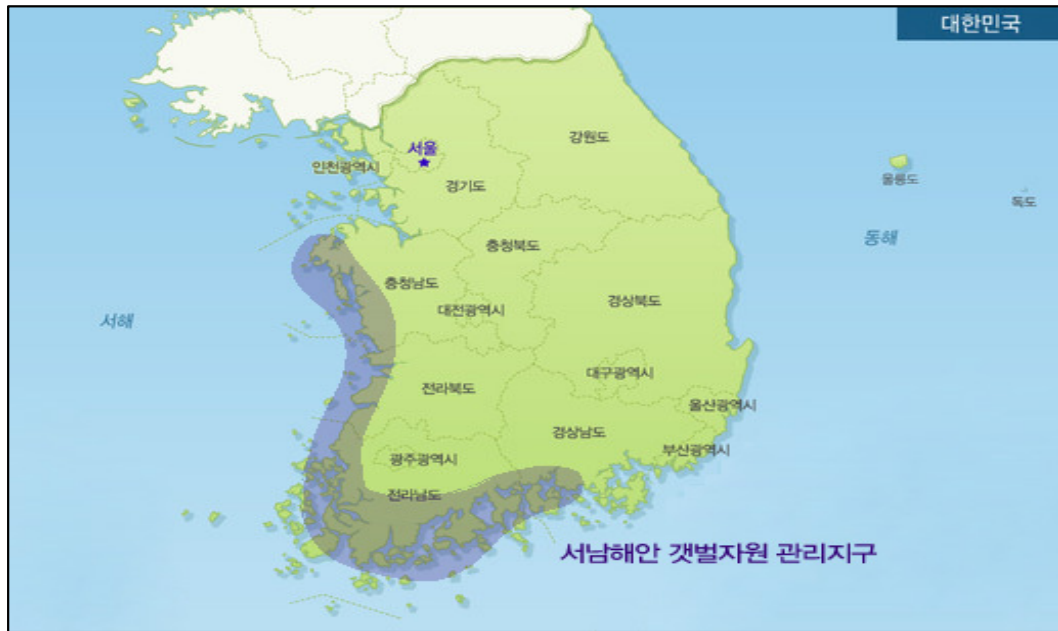 대한민국
강원도
서울
인천광역시
경기도
울릉도
독도
동해
충청북도
충청남도
대전광역시
경상북도
서해
대구광역시
전라북도
울산광역시
경상남도
부산광역시
광주광역시
전라남도
서남해안 갯벌자원 관리지구